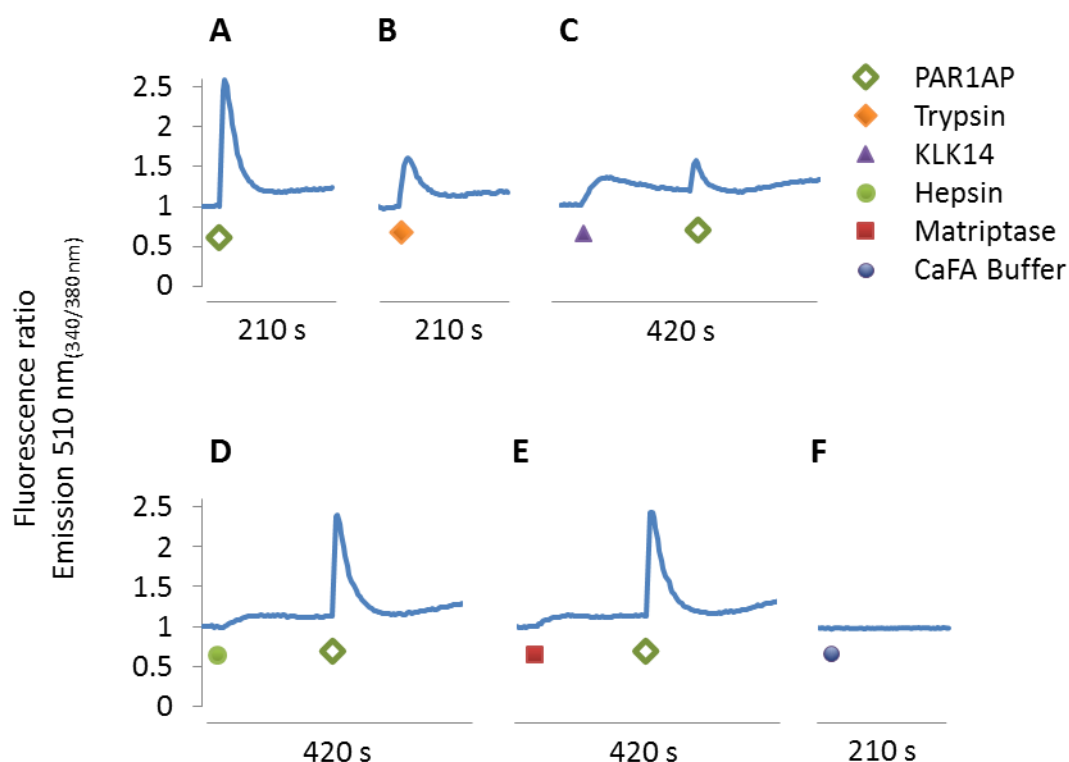 A
B
C
2.5
2
1.5
1
0.5
0
210 s
210 s
420 s
PAR1AP
Trypsin
KLK14
Hepsin
Matriptase
CaFA Buffer
Fluorescence ratio
Emission 510 nm(340/380 nm)
D
E
F
2.5
2
1.5
1
0.5
0
420 s
420 s
210 s